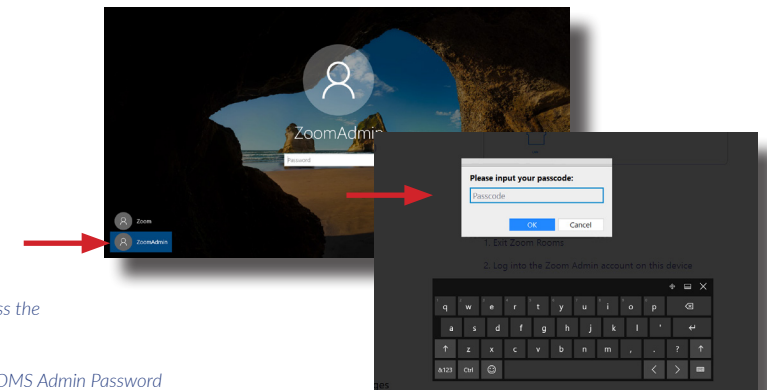 ZoomAdmin
Password
Zoom
ZoomAdmin
Please input your passcode:
Passcode
OK Cancel
1. Exit Zoom Rooms
2. Log into the Zoom Admin account on this device
q w e r t y u i o p
a s d f g h j k l '
z x c v b n m , . ?
&123 Ctrl
ss the
OMS Admin Password
ges